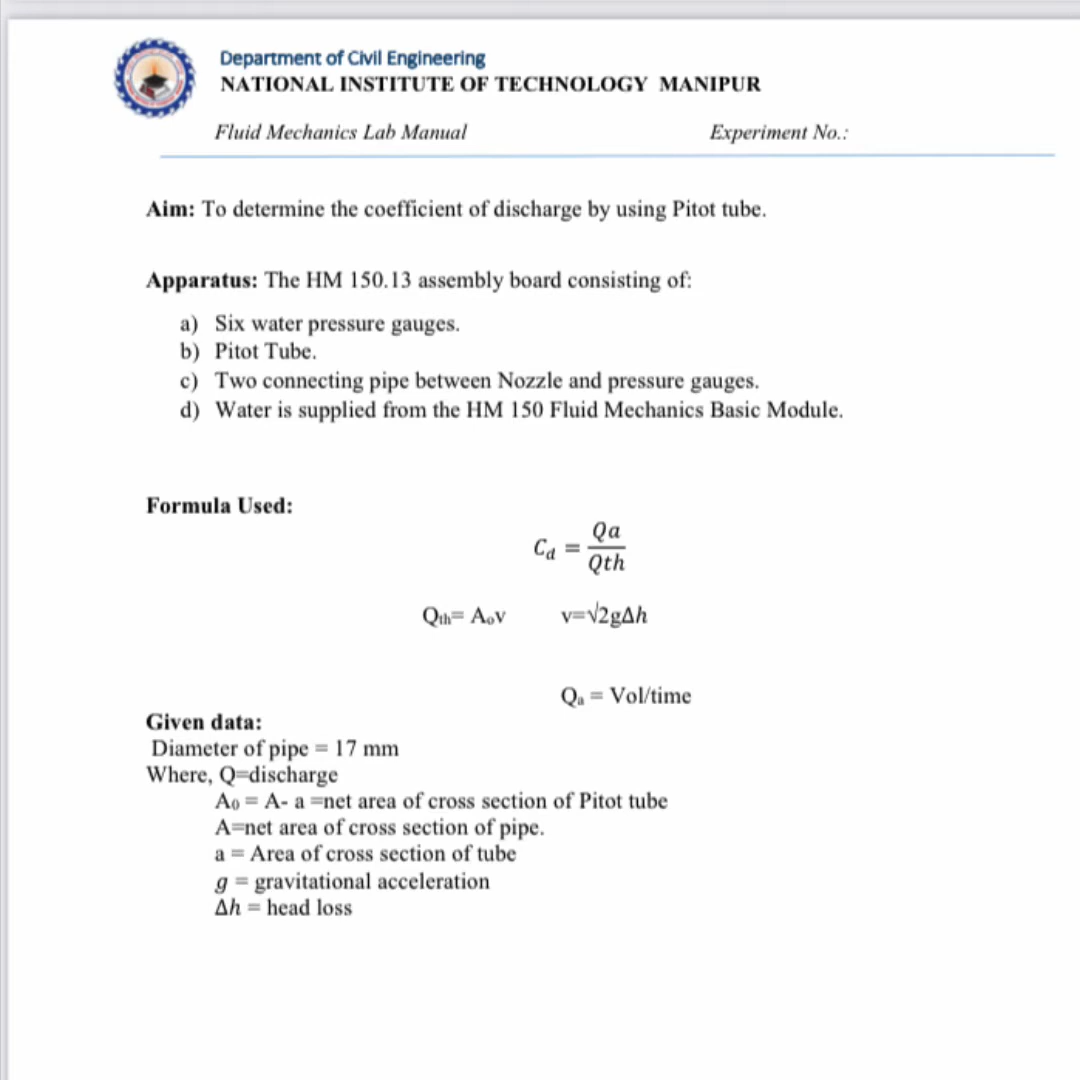 Department of Civil Engineering
NATIONAL INSTITUTE OF TECHNOLOGY MANIPUR
Fluid Mechanics Lab Manual Experiment No.:
Aim: To determine the coefficient of discharge by using Pitot tube.
Apparatus: The HM 150.13 assembly board consisting of:
a) Six water pressure gauges.
b) Pitot Tube.
c) Two connecting pipe between Nozzle and pressure gauges.
d) Water is supplied from the HM 150 Fluid Mechanics Basic Module.
Formula Used:
C_d = Qa/Qth
Qth= Aov v=√2gΔh
Qa = Vol/time
Given data:
Diameter of pipe = 17 mm
Where, Q=discharge
A0 = A- a =net area of cross section of Pitot tube
A=net area of cross section of pipe.
a = Area of cross section of tube
g = gravitational acceleration
Δh = head loss